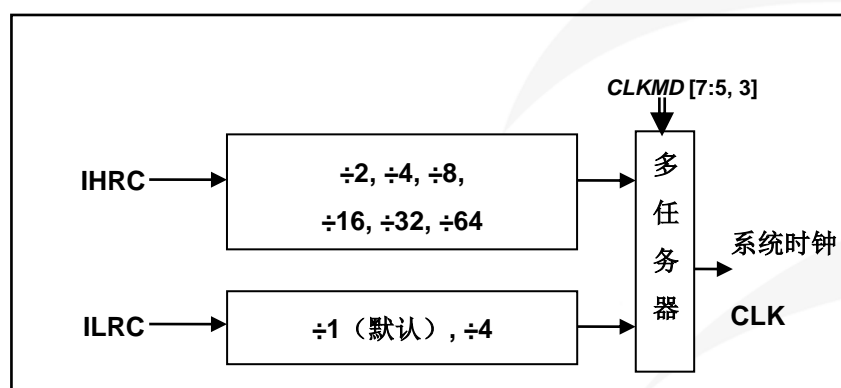 CLKMD [7:5, 3]
IHRC
÷2, ÷4, ÷8,
÷16, ÷32, ÷64
多任务器
系统时钟
CLK
ILRC
÷1（默认）, ÷4